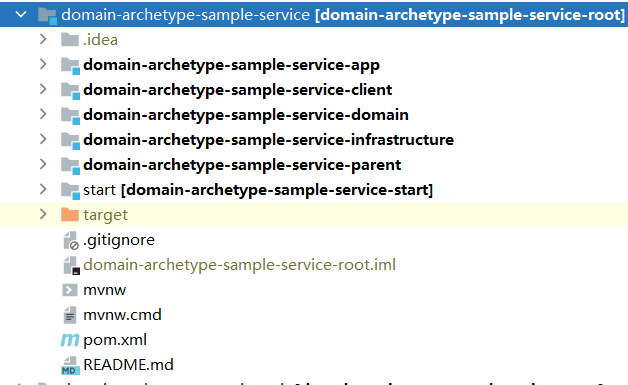 domain-archetype-sample-service [domain-archetype-sample-service-root]
.idea
domain-archetype-sample-service-app
domain-archetype-sample-service-client
domain-archetype-sample-service-domain
domain-archetype-sample-service-infrastructure
domain-archetype-sample-service-parent
start [domain-archetype-sample-service-start]
target
.gitignore
domain-archetype-sample-service-root.iml
mvnw
mvnw.cmd
m pom.xml
MD README.md